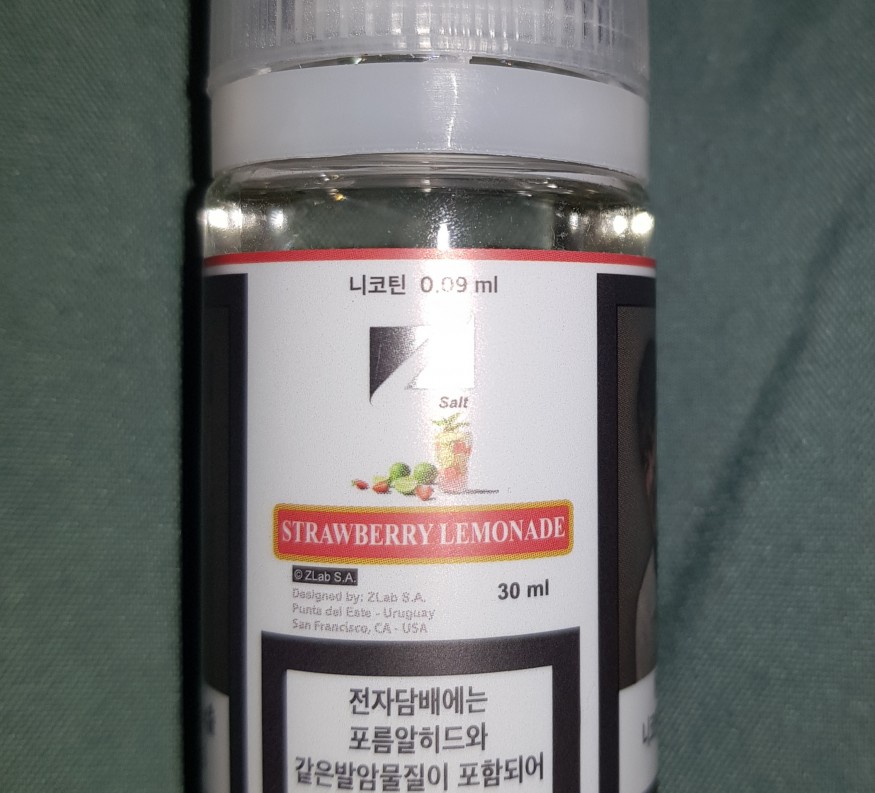 니코틴 0.09 ml
Salt
STRAWBERRY LEMONADE
© ZLab S.A.
Designed by: ZLab S.A.
Punta del Este - Uruguay
San Francisco, CA - USA
30 ml
전자담배에는
포름알히드와
같은발암물질이 포함되어